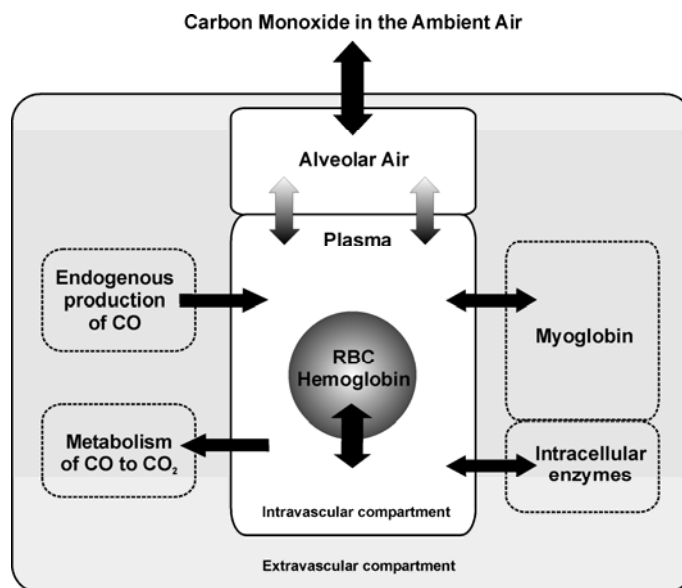 Carbon Monoxide in the Ambient Air
Alveolar Air
Plasma
Endogenous
production
of CO
RBC
Hemoglobin
Myoglobin
Metabolism
of CO to CO₂
Intracellular
enzymes
Intravascular compartment
Extravascular compartment